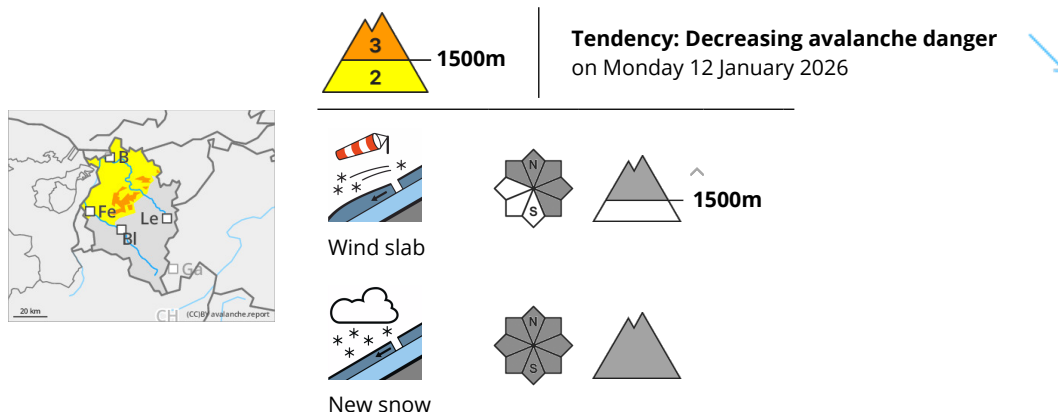 3
2
1500m
Tendency: Decreasing avalanche danger
on Monday 12 January 2026
B
Fe
Le
Bl
Ga
CH
20 km
(CC)BY avalanche.report
N
S
1500m
Wind slab
N
S
New snow